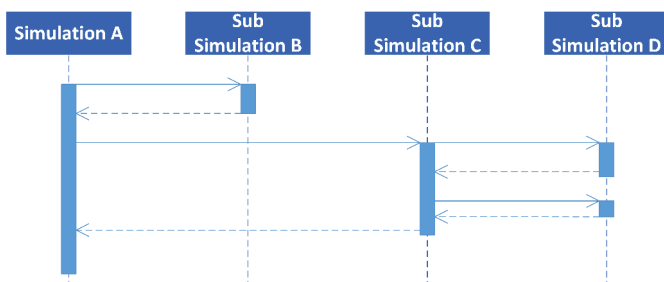 Simulation A
Sub
Simulation B
Sub
Simulation C
Sub
Simulation D